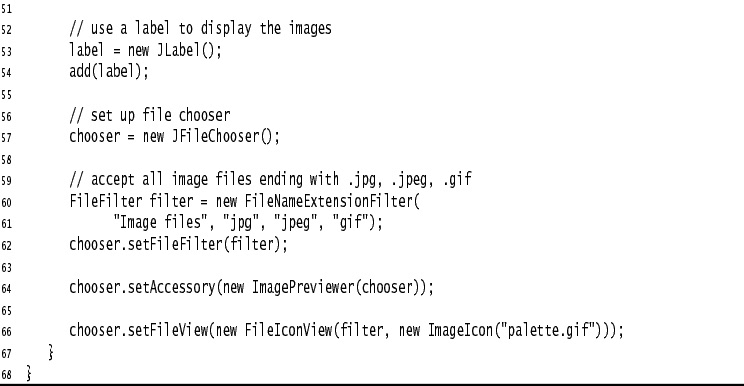 51
52 // use a label to display the images
53 label = new JLabel();
54 add(label);
55
56 // set up file chooser
57 chooser = new JFileChooser();
58
59 // accept all image files ending with .jpg, .jpeg, .gif
60 FileFilter filter = new FileNameExtensionFilter(
61 "Image files", "jpg", "jpeg", "gif");
62 chooser.setFileFilter(filter);
63
64 chooser.setAccessory(new ImagePreviewer(chooser));
65
66 chooser.setFileView(new FileIconView(filter, new ImageIcon("palette.gif")));
67 }
68 }